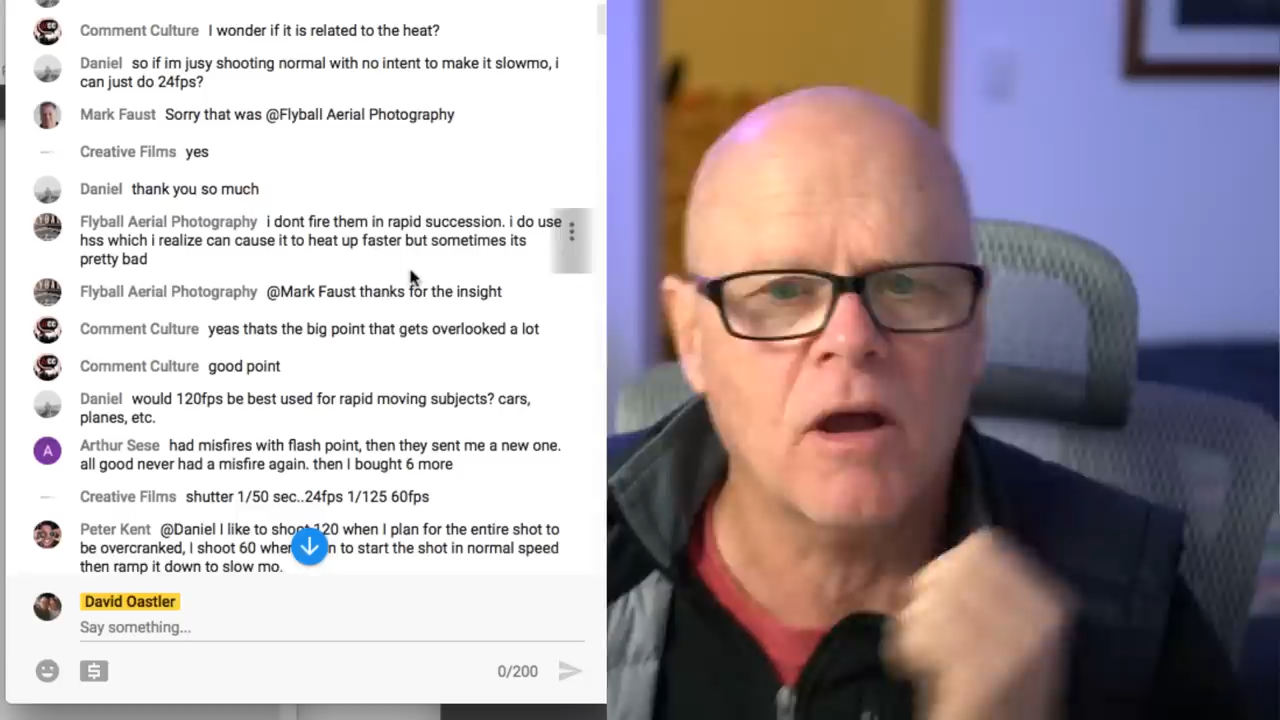 Comment Culture I wonder if it is related to the heat?
Daniel so if im jusy shooting normal with no intent to make it slowmo, i
can just do 24fps?
Mark Faust Sorry that was @Flyball Aerial Photography
Creative Films yes
Daniel thank you so much
Flyball Aerial Photography i dont fire them in rapid succession. i do use
hss which i realize can cause it to heat up faster but sometimes its
pretty bad
Flyball Aerial Photography @Mark Faust thanks for the insight
Comment Culture yeas thats the big point that gets overlooked a lot
Comment Culture good point
Daniel would 120fps be best used for rapid moving subjects? cars,
planes, etc.
A Arthur Sese had misfires with flash point, then they sent me a new one.
all good never had a misfire again. then I bought 6 more
Creative Films shutter 1/50 sec..24fps 1/125 60fps
Peter Kent @Daniel I like to shoot 120 when I plan for the entire shot to
be overcranked, I shoot 60 when to start the shot in normal speed
then ramp it down to slow mo.
David Oastler
Say something...
0/200